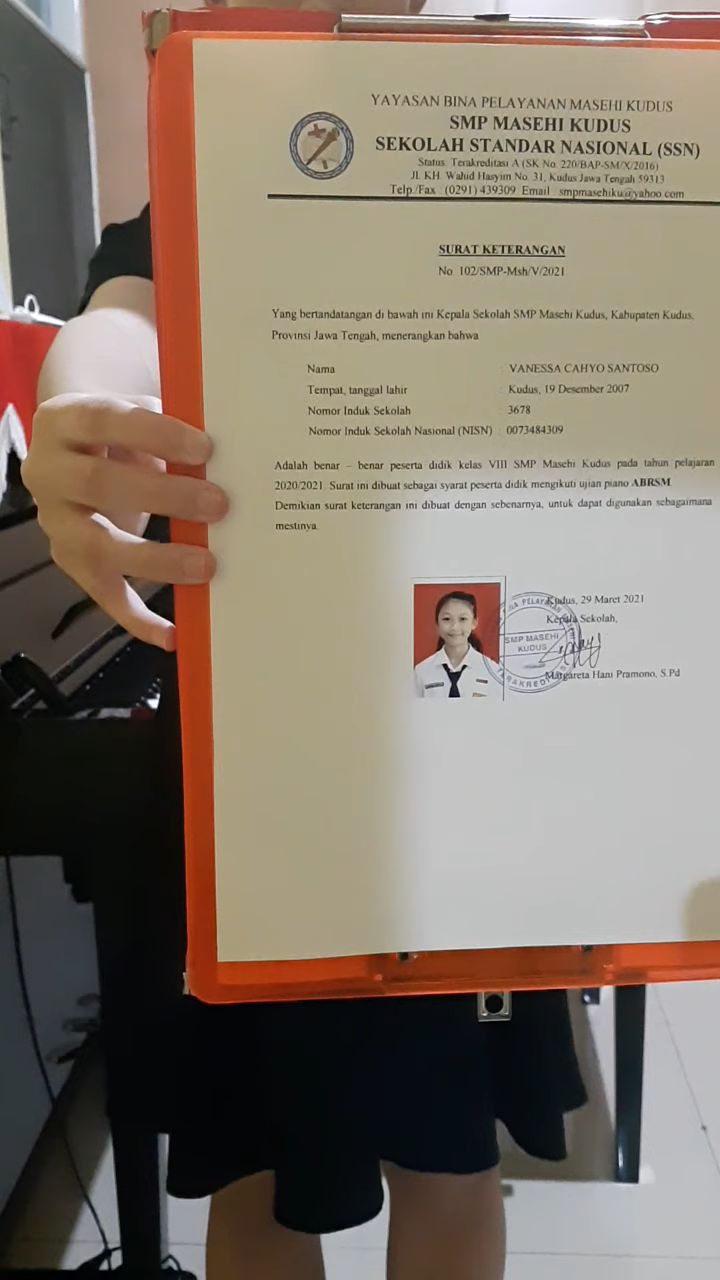 YAYASAN BINA PELAYANAN MASEHI KUDUS
SMP MASEHI KUDUS
SEKOLAH STANDAR NASIONAL (SSN)
Status: Terakreditasi A (SK No. 220/BAP-SM/X/2016)
Jl. KH. Wahid Hasyim No. 31, Kudus Jawa Tengah 59313
Telp./Fax : (0291) 439309 Email : smpmasehiku@yahoo.com
SURAT KETERANGAN
No. 102/SMP-Msh/V/2021
Yang bertandatangan di bawah ini Kepala Sekolah SMP Masehi Kudus, Kabupaten Kudus,
Provinsi Jawa Tengah, menerangkan bahwa
Nama : VANESSA CAHYO SANTOSO
Tempat, tanggal lahir : Kudus, 19 Desember 2007
Nomor Induk Sekolah : 3678
Nomor Induk Sekolah Nasional (NISN) : 0073484309
Adalah benar – benar peserta didik kelas VIII SMP Masehi Kudus pada tahun pelajaran
2020/2021. Surat ini dibuat sebagai syarat peserta didik mengikuti ujian piano ABRSM.
Demikian surat keterangan ini dibuat dengan sebenarnya, untuk dapat digunakan sebagaimana
mestinya.
Kudus, 29 Maret 2021
Kepala Sekolah,
SMP MASEHI
KUDUS
Margareta Hani Pramono, S.Pd